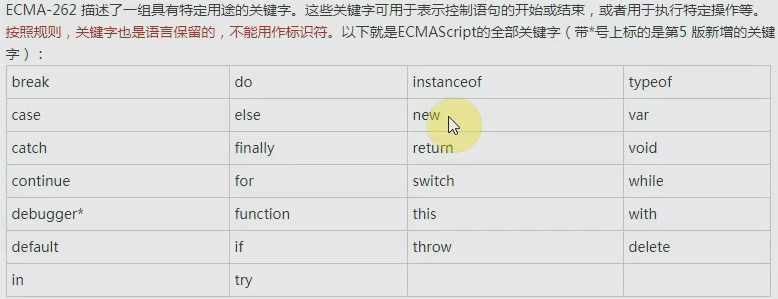 ECMA-262 描述了一组具有特定用途的关键字。这些关键字可用于表示控制语句的开始或结束，或者用于执行特定操作等。
按照规则，关键字也是语言保留的，不能用作标识符。以下就是ECMAScript的全部关键字（带*号上标的是第5 版新增的关键
字）：
break do instanceof typeof
case else new var
catch finally return void
continue for switch while
debugger* function this with
default if throw delete
in try